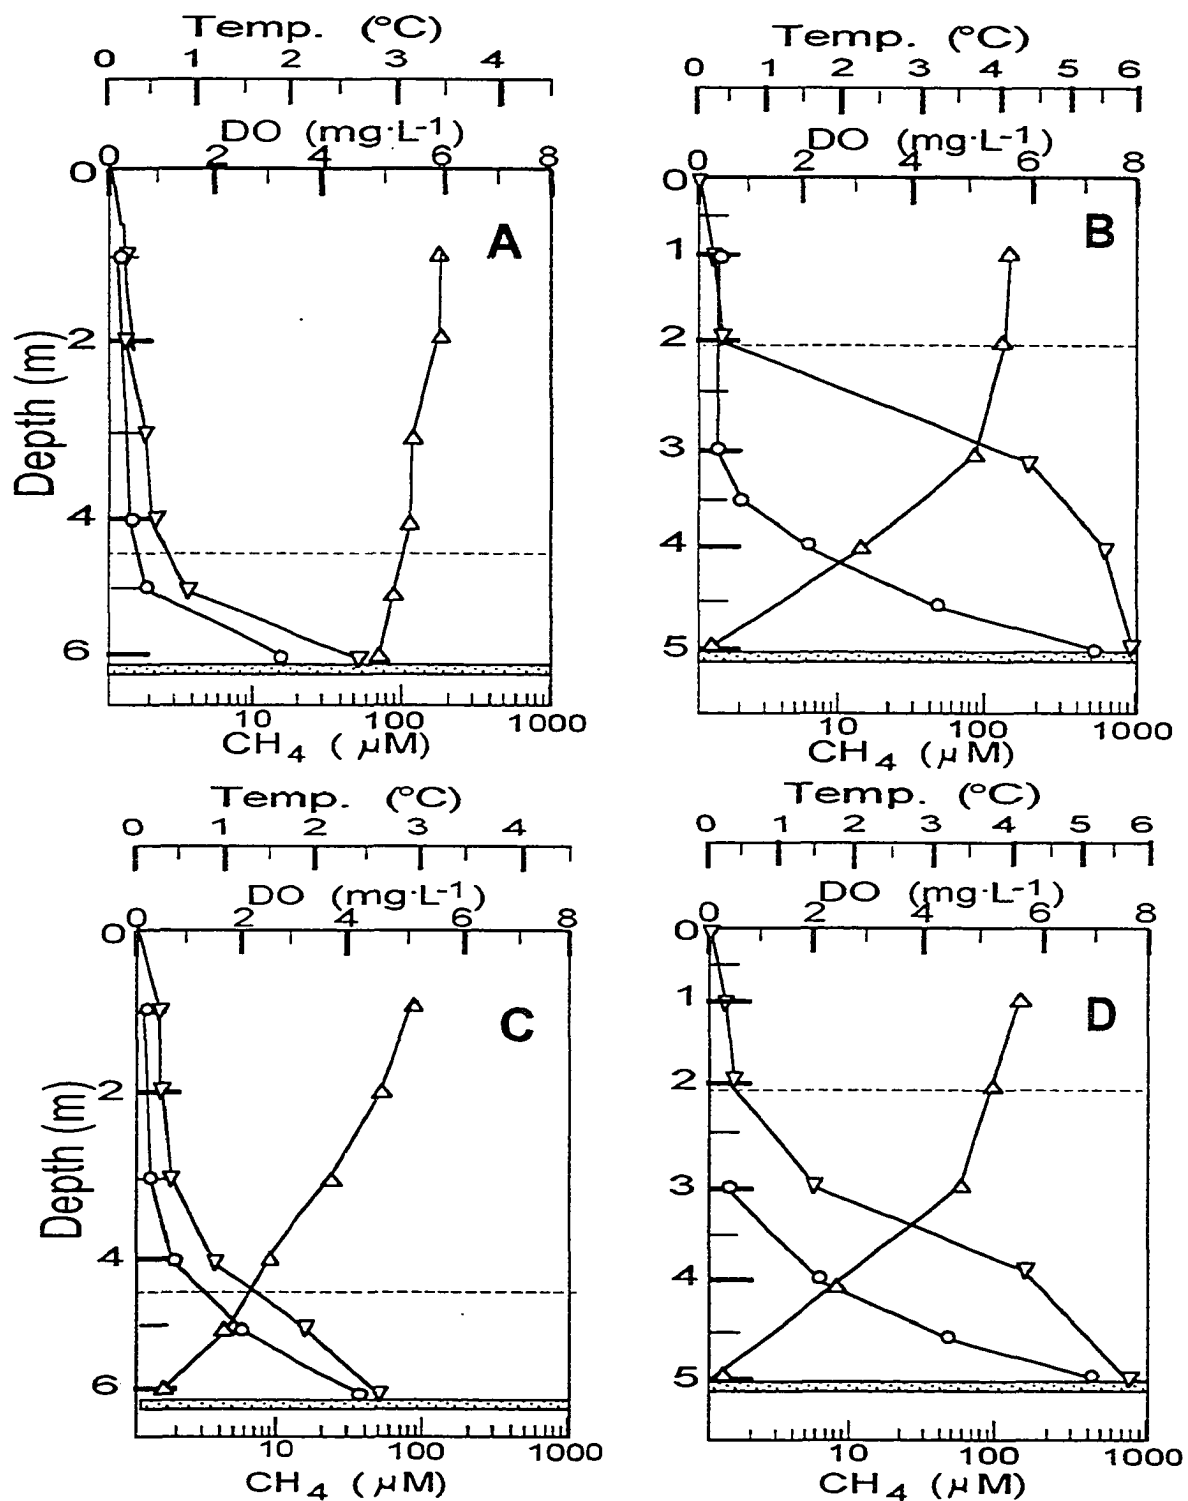 Temp. (°C)
0 1 2 3 4
DO (mg·L-1)
0 2 4 6 8
0
A
2
Depth (m)
4
6
10 100 1000
CH4 (μM)
Temp. (°C)
0 1 2 3 4 5 6
DO (mg·L-1)
0 2 4 6 8
0
B
1
2
3
4
5
10 100 1000
CH4 (μM)
Temp. (°C)
0 1 2 3 4
DO (mg·L-1)
0 2 4 6 8
0
C
2
Depth (m)
4
6
10 100 1000
CH4 (μM)
Temp. (°C)
0 1 2 3 4 5 6
DO (mg·L-1)
0 2 4 6 8
0
1
D
2
3
4
5
10 100 1000
CH4 (μM)